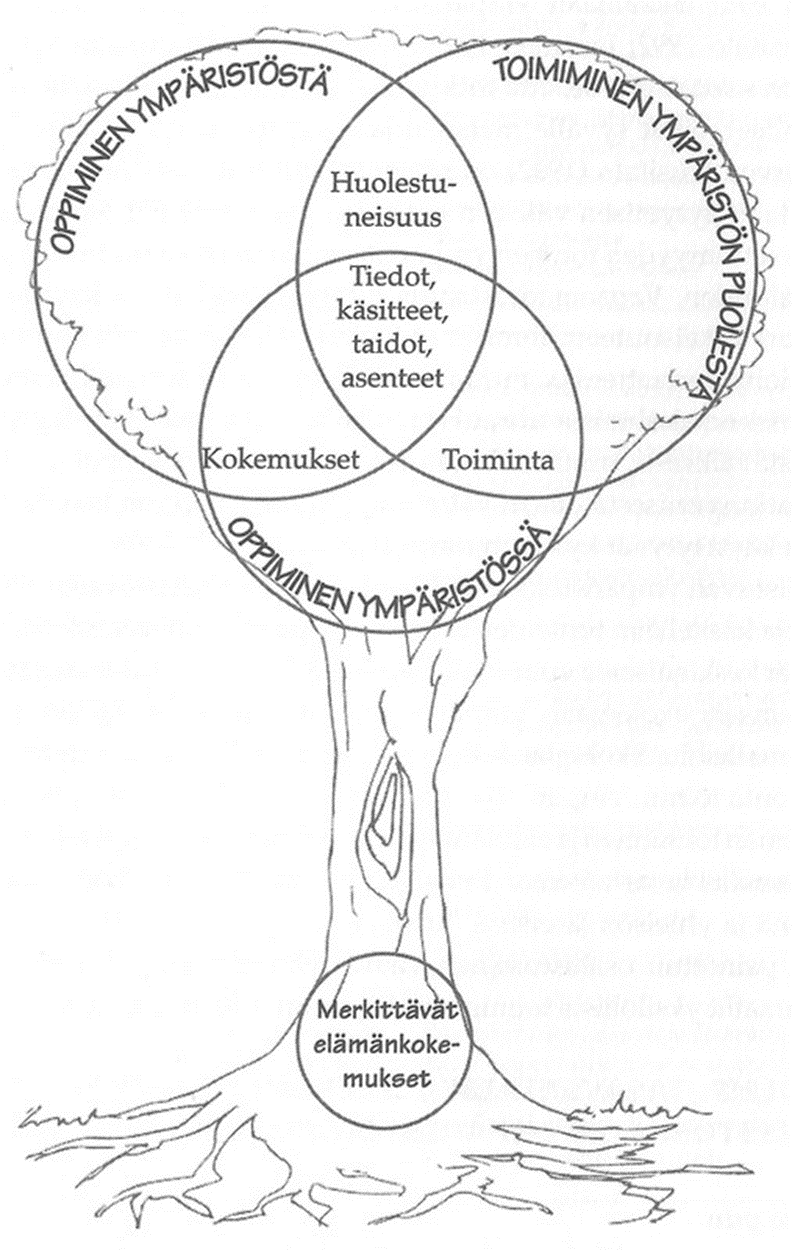 OPPIMINEN YMPÄRISTÖSTÄ
TOIMIMINEN YMPÄRISTÖN PUOLESTA
Huolestu-
neisuus
Tiedot,
käsitteet,
taidot,
asenteet
Kokemukset
Toiminta
OPPIMINEN YMPÄRISTÖSSÄ
Merkittävät
elämänkoke-
mukset